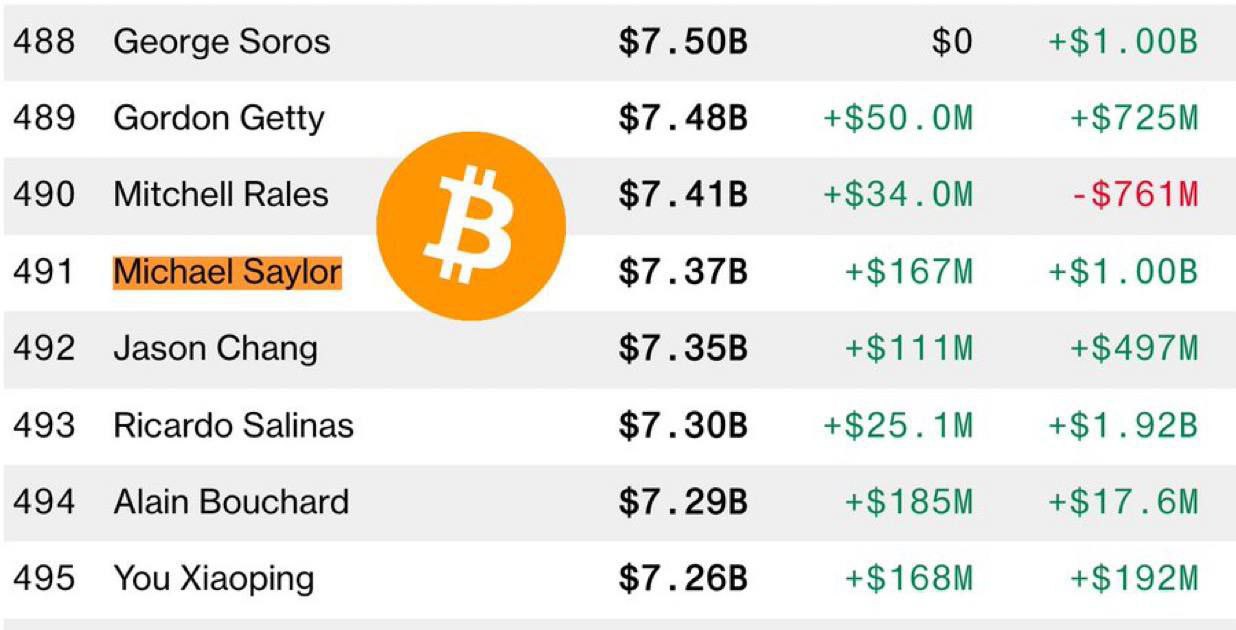 488 George Soros $7.50B $0 +$1.00B
489 Gordon Getty $7.48B +$50.0M +$725M
490 Mitchell Rales $7.41B +$34.0M -$761M
491 Michael Saylor $7.37B +$167M +$1.00B
492 Jason Chang $7.35B +$111M +$497M
493 Ricardo Salinas $7.30B +$25.1M +$1.92B
494 Alain Bouchard $7.29B +$185M +$17.6M
495 You Xiaoping $7.26B +$168M +$192M